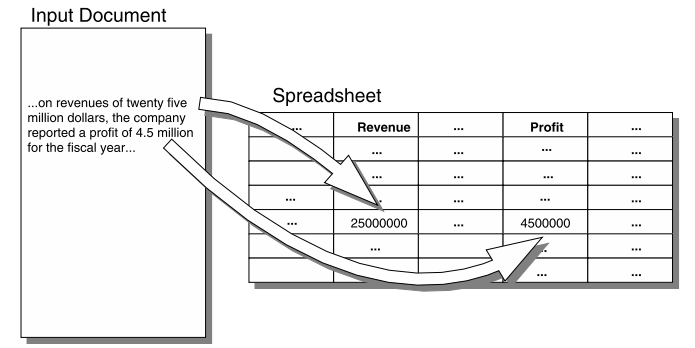 Input Document
...on revenues of twenty five
million dollars, the company
reported a profit of 4.5 million
for the fiscal year...
Spreadsheet
... Revenue ... Profit ...
... ... ... ...
... ... ... ...
... ... ... ... ...
... 25000000 ... 4500000 ...
... ... ...
... ... ...